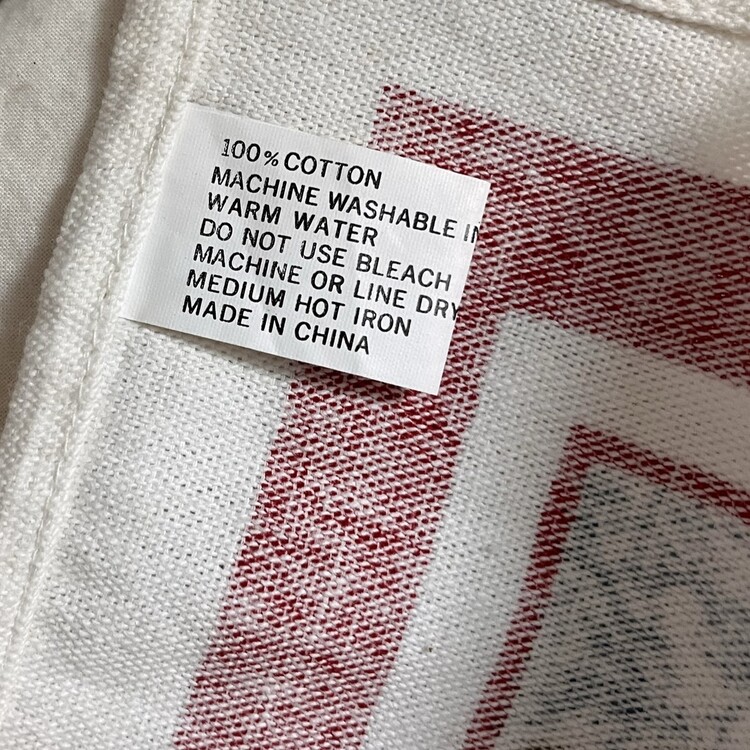 100% COTTON
MACHINE WASHABLE IN
WARM WATER
DO NOT USE BLEACH
MACHINE OR LINE DRY
MEDIUM HOT IRON
MADE IN CHINA